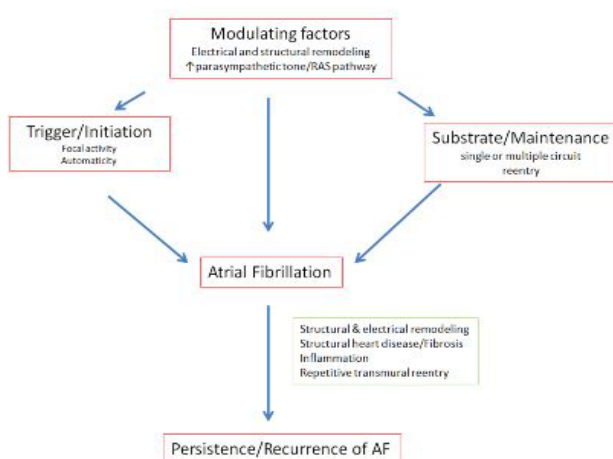 Modulating factors
Electrical and structural remodeling
↑parasympathetic tone/RAS pathway
Trigger/Initiation
Focal activity
Automaticity
Substrate/Maintenance
single or multiple circuit
reentry
Atrial Fibrillation
Structural & electrical remodeling
Structural heart disease/Fibrosis
Inflammation
Repetitive transmural reentry
Persistence/Recurrence of AF